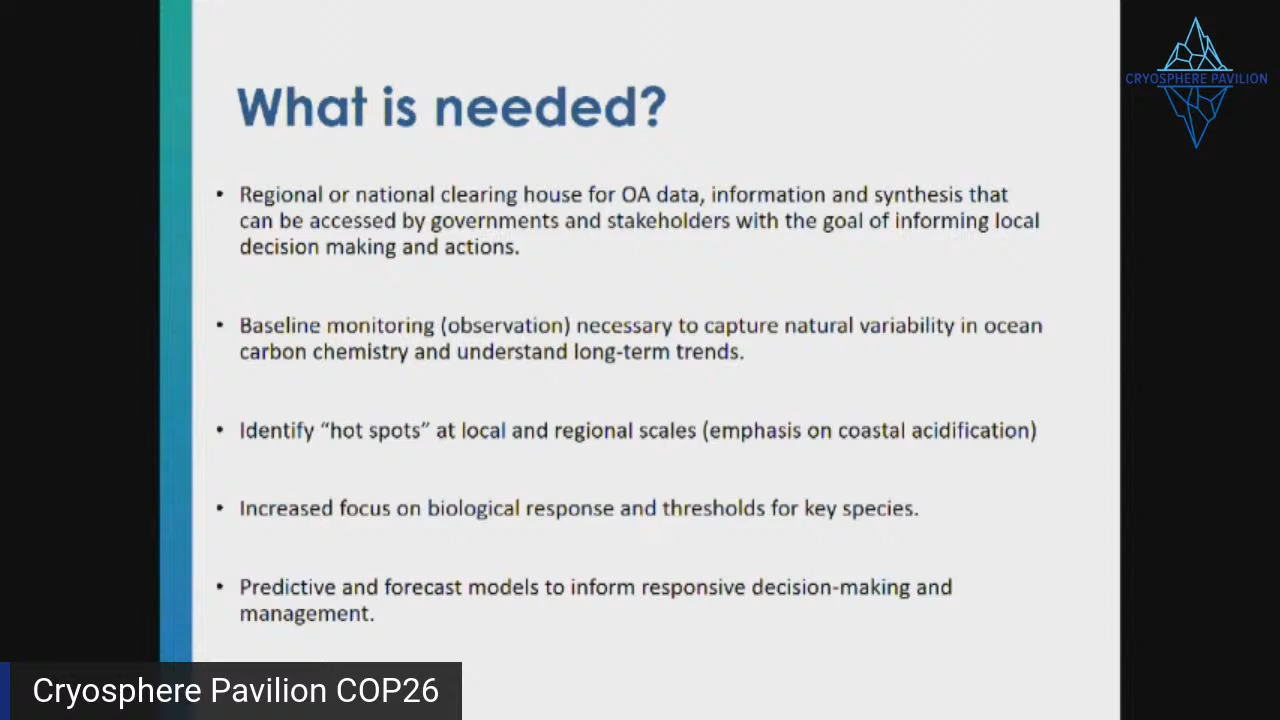 What is needed?
CRYOSPHERE PAVILION
• Regional or national clearing house for OA data, information and synthesis that
can be accessed by governments and stakeholders with the goal of informing local
decision making and actions.
• Baseline monitoring (observation) necessary to capture natural variability in ocean
carbon chemistry and understand long-term trends.
• Identify “hot spots” at local and regional scales (emphasis on coastal acidification)
• Increased focus on biological response and thresholds for key species.
• Predictive and forecast models to inform responsive decision-making and
management.
Cryosphere Pavilion COP26